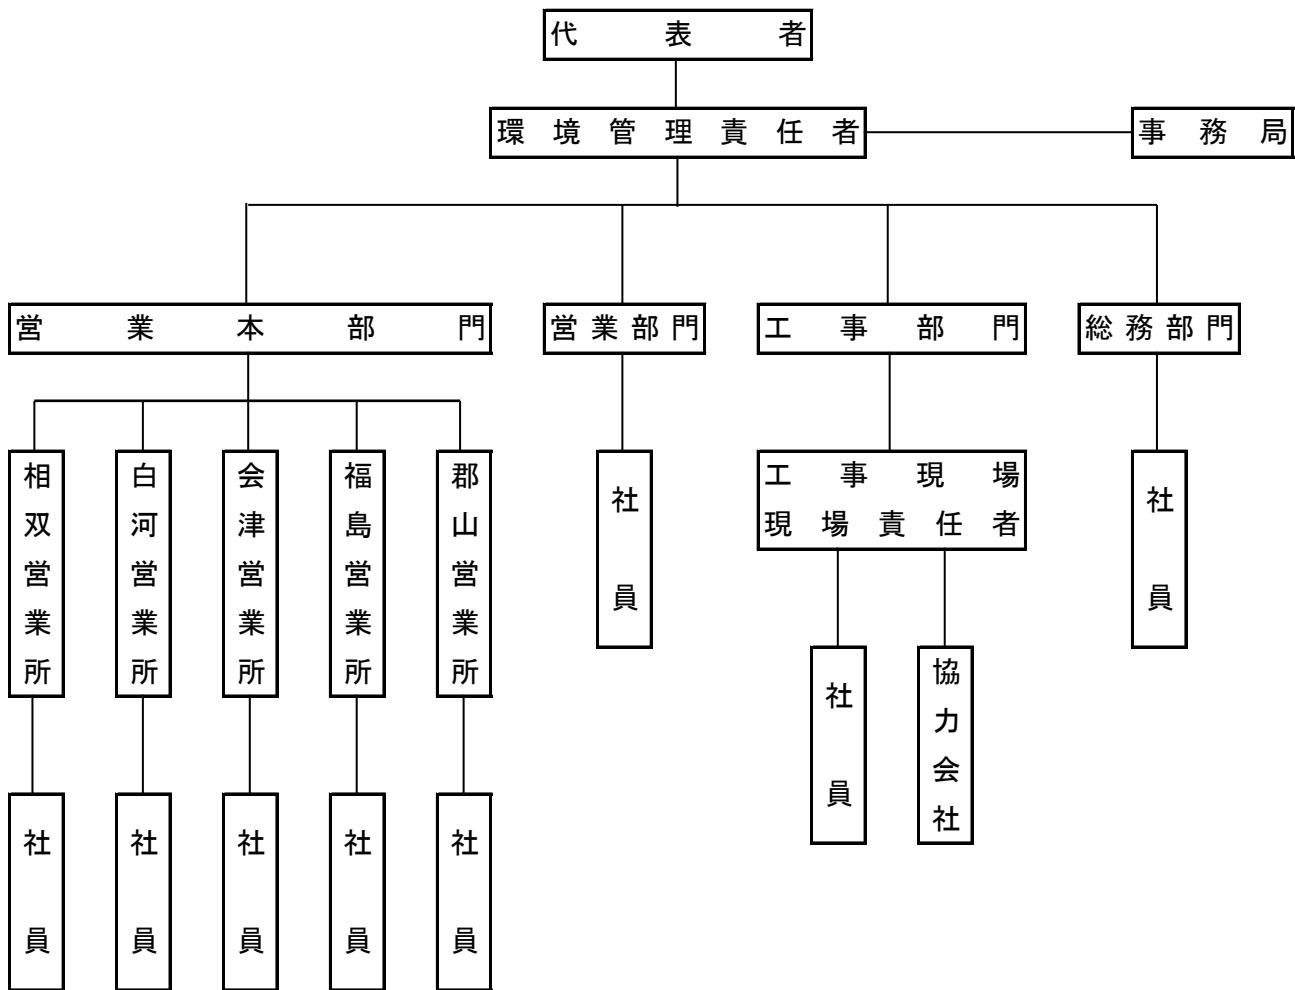 代表者
環境管理責任者
事務局
営業本部門
営業部門
工事部門
総務部門
相双営業所
白河営業所
会津営業所
福島営業所
郡山営業所
社員
工事現場
現場責任者
社員
社員
協力会社
社員
社員
社員
社員
社員